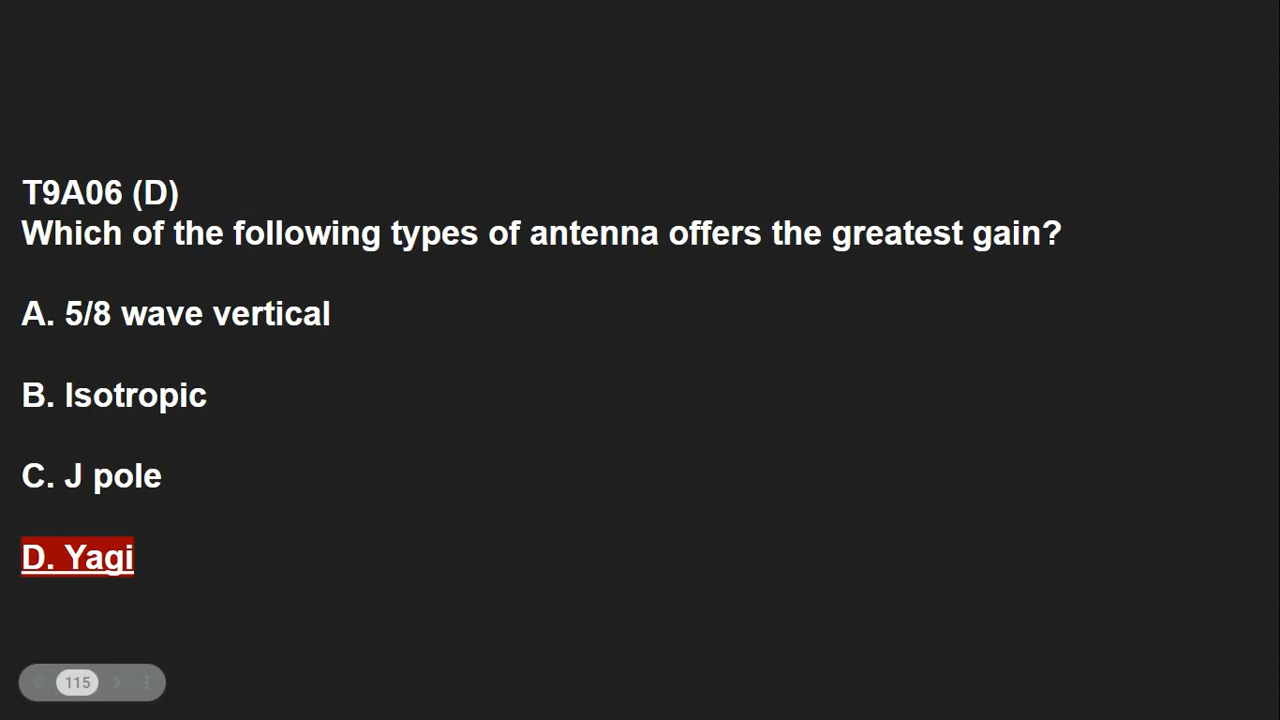 T9A06 (D)
Which of the following types of antenna offers the greatest gain?
A. 5/8 wave vertical
B. Isotropic
C. J pole
D. Yagi
115